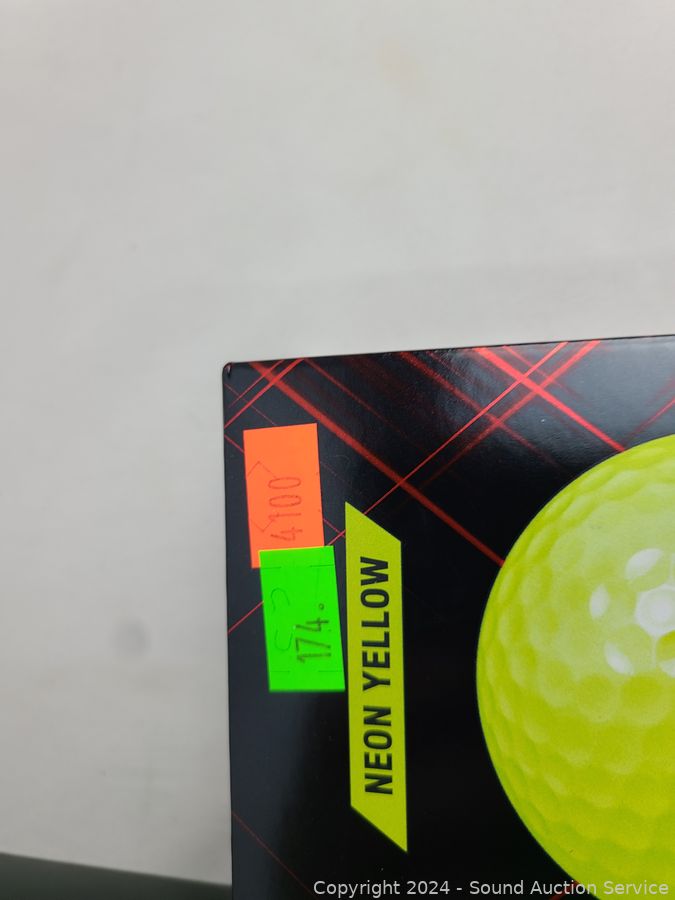 4100
174.
NEON YELLOW
Copyright 2024 - Sound Auction Service